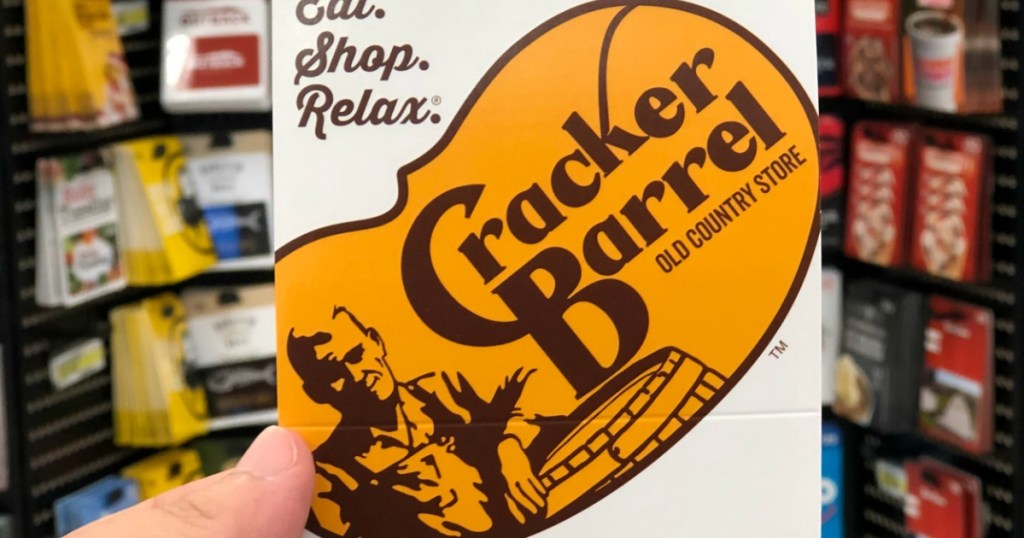 Eat.
Shop.
Relax.®
Cracker
Barrel
OLD COUNTRY STORE
TM